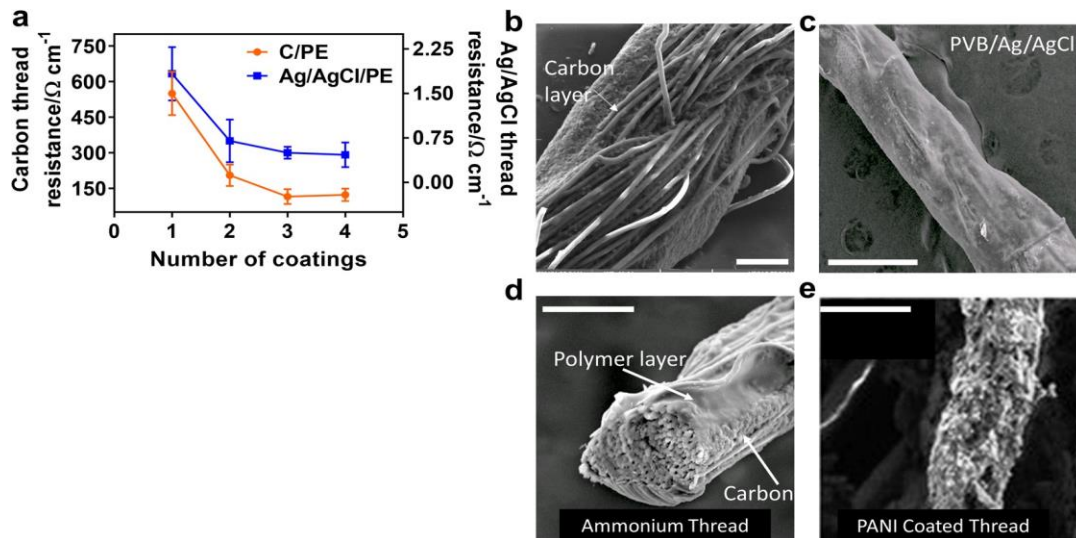 a
Carbon thread
resistance/Ω cm⁻¹
750
600
450
300
150
C/PE
Ag/AgCl/PE
2.25
1.50
0.75
0.00
Ag/AgCl thread
resistance/Ω cm⁻¹
0 1 2 3 4 5
Number of coatings
b
Carbon
layer
c
PVB/Ag/AgCl
d
Polymer layer
Carbon
Ammonium Thread
e
PANI Coated Thread